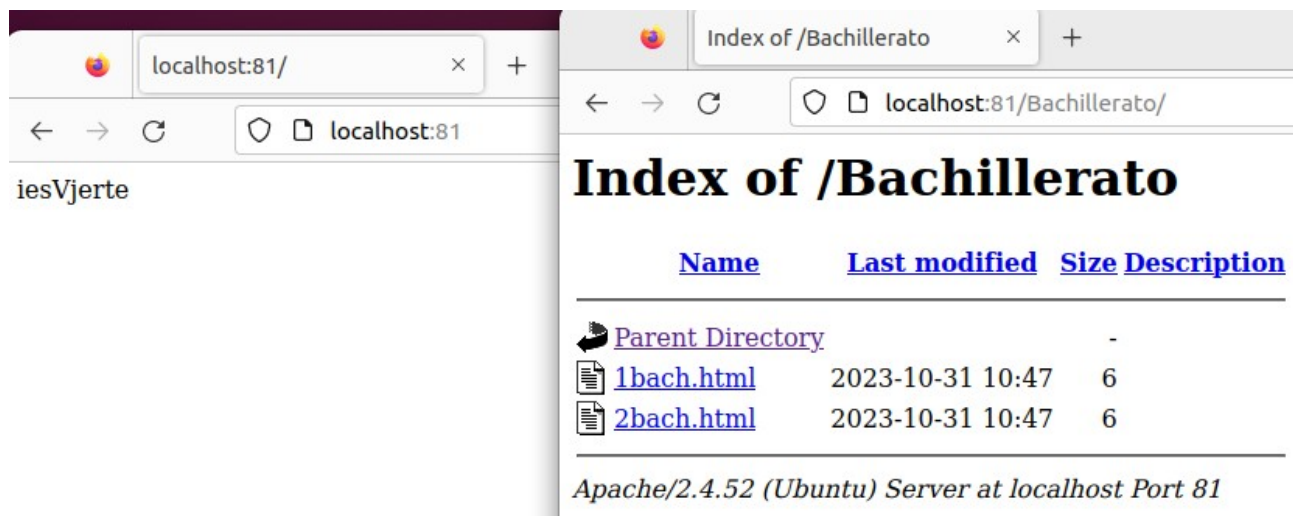 localhost:81/
localhost:81
iesVjerte
Index of /Bachillerato
localhost:81/Bachillerato/
Index of /Bachillerato
Name Last modified Size Description
Parent Directory -
1bach.html 2023-10-31 10:47 6
2bach.html 2023-10-31 10:47 6
Apache/2.4.52 (Ubuntu) Server at localhost Port 81